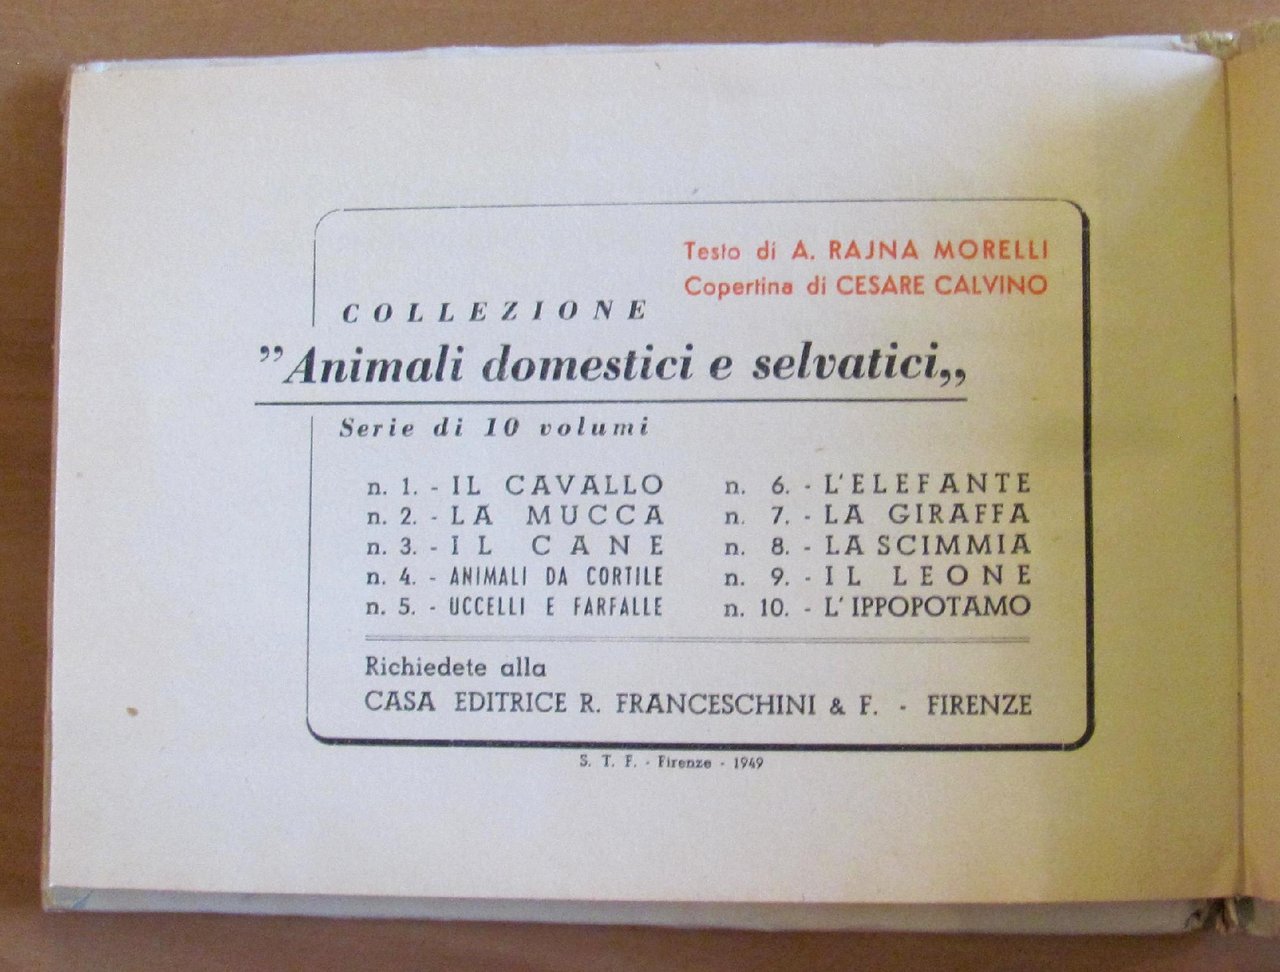 Testo di A. RAJNA MORELLI
Copertina di CESARE CALVINO
COLLEZIONE
”Animali domestici e selvatici„
Serie di 10 volumi
n. 1. - IL CAVALLO
n. 2. - LA MUCCA
n. 3. - IL CANE
n. 4. - ANIMALI DA CORTILE
n. 5. - UCCELLI E FARFALLE
n. 6. - L'ELEFANTE
n. 7. - LA GIRAFFA
n. 8. - LA SCIMMIA
n. 9. - IL LEONE
n. 10. - L'IPPOPOTAMO
Richiedete alla
CASA EDITRICE R. FRANCESCHINI & F. - FIRENZE
S. T. F. - Firenze - 1949